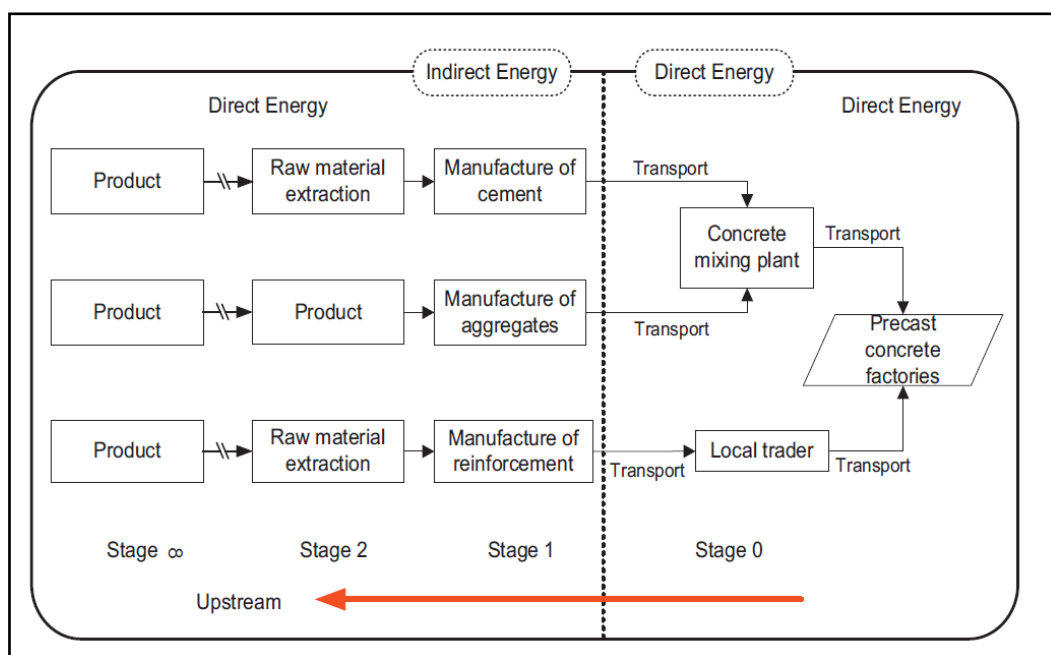 Indirect Energy
Direct Energy
Direct Energy
Direct Energy
Product
Raw material
extraction
Manufacture of
cement
Transport
Concrete
mixing plant
Transport
Product
Product
Manufacture of
aggregates
Transport
Precast
concrete
factories
Product
Raw material
extraction
Manufacture of
reinforcement
Transport
Local trader
Transport
Stage ∞
Stage 2
Stage 1
Stage 0
Upstream